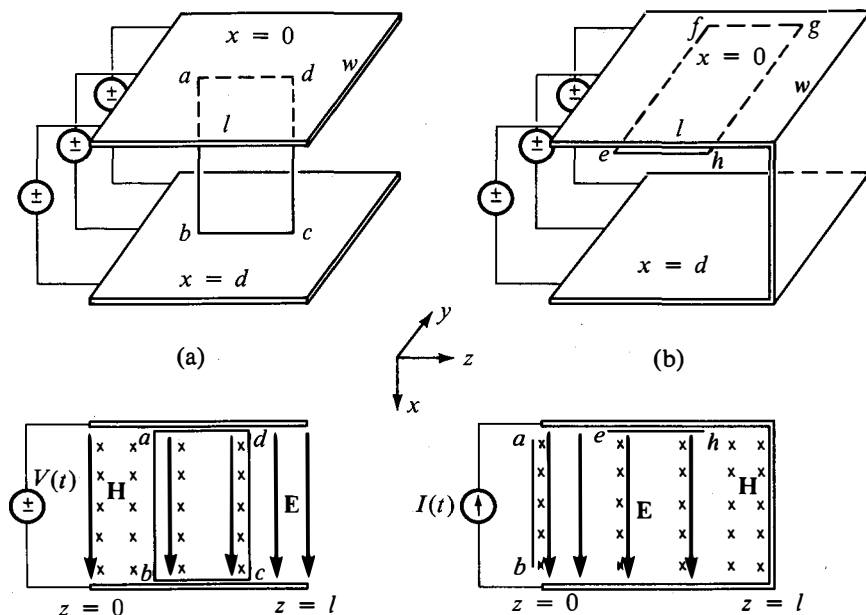 x = 0
a
d
w
l
±
±
±
b
c
x = d
(a)
f
g
x = 0
w
l
e
h
±
±
±
x = d
(b)
y
z
x
a
d
V(t)
±
H
E
b
c
z = 0
z = l
a
e
h
I(t)
E
H
b
z = 0
z = l